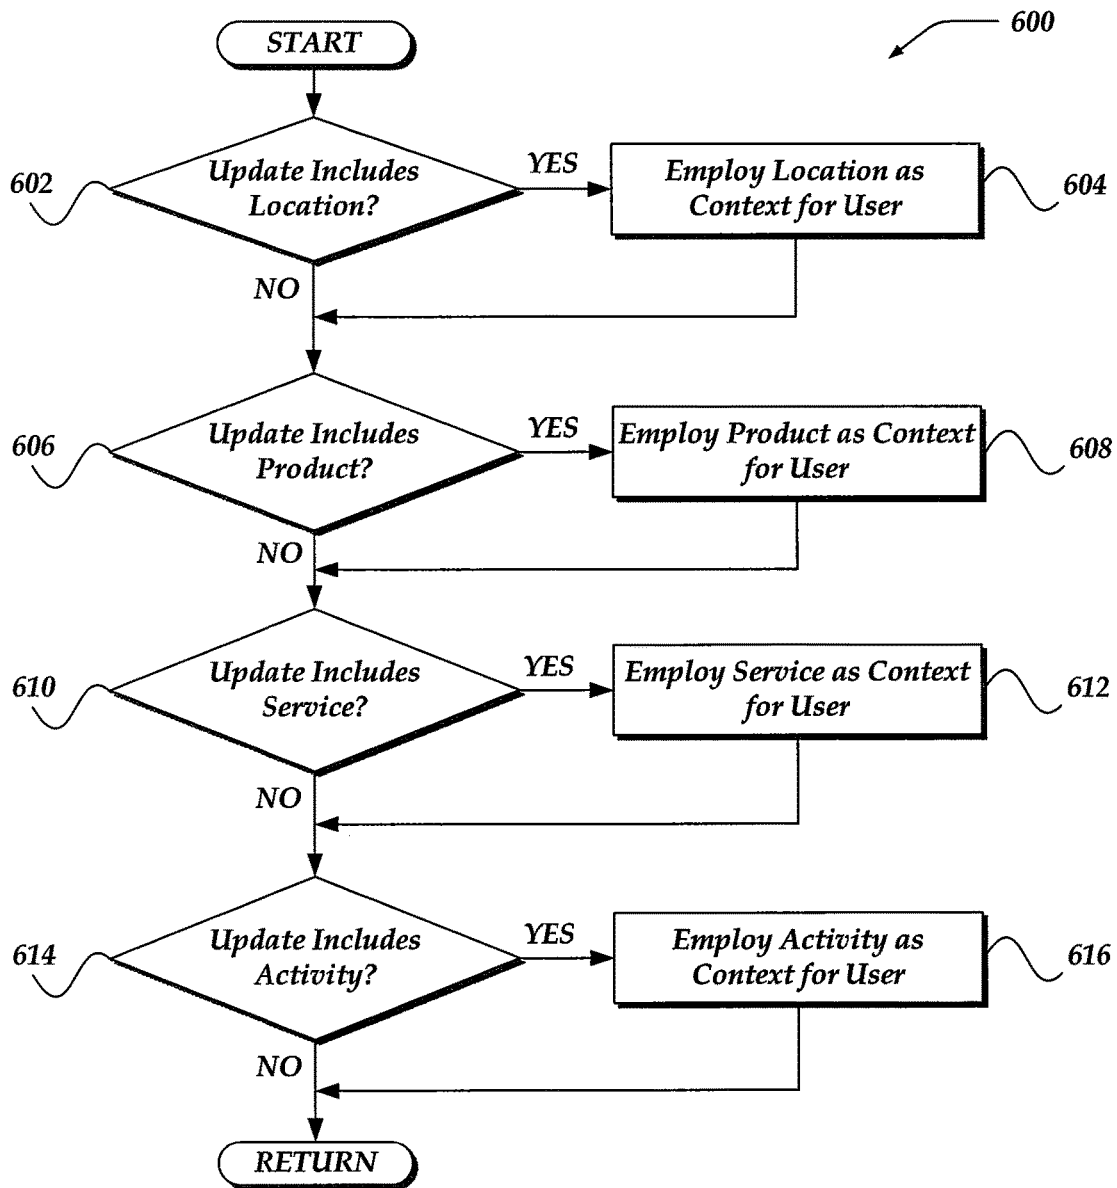 START
600
602
Update Includes
Location?
YES
Employ Location as
Context for User
604
NO
606
Update Includes
Product?
YES
Employ Product as Context
for User
608
NO
610
Update Includes
Service?
YES
Employ Service as Context
for User
612
NO
614
Update Includes
Activity?
YES
Employ Activity as
Context for User
616
NO
RETURN